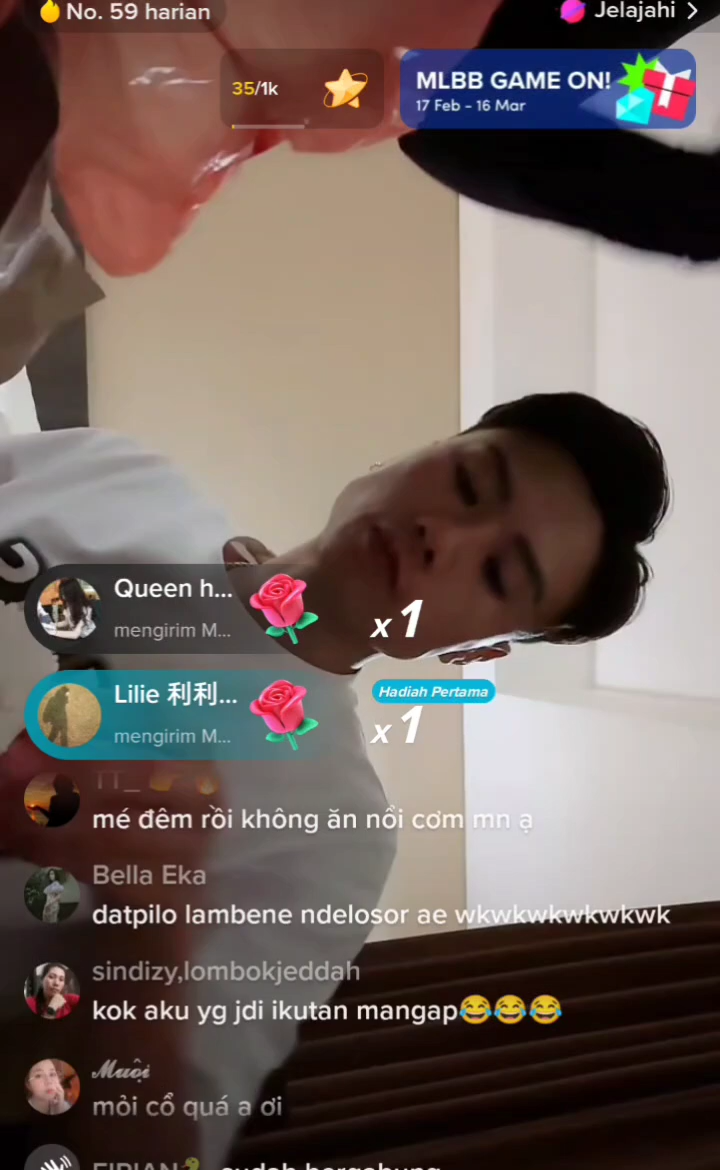 No. 59 harian
Jelajahi
35/1k
MLBB GAME ON!
17 Feb - 16 Mar
Queen h...
mengirim M...
x1
Lilie 利利...
mengirim M...
Hadiah Pertama
x1
mé đêm rồi không ăn nổi cơm mn ạ
Bella Eka
datpilo lambene ndelosor ae wkwkwkwkwkwk
sindizy,lombokjeddah
kok aku yg jdi ikutan mangap😂😂😂
Muội
mỏi cổ quá a ơi